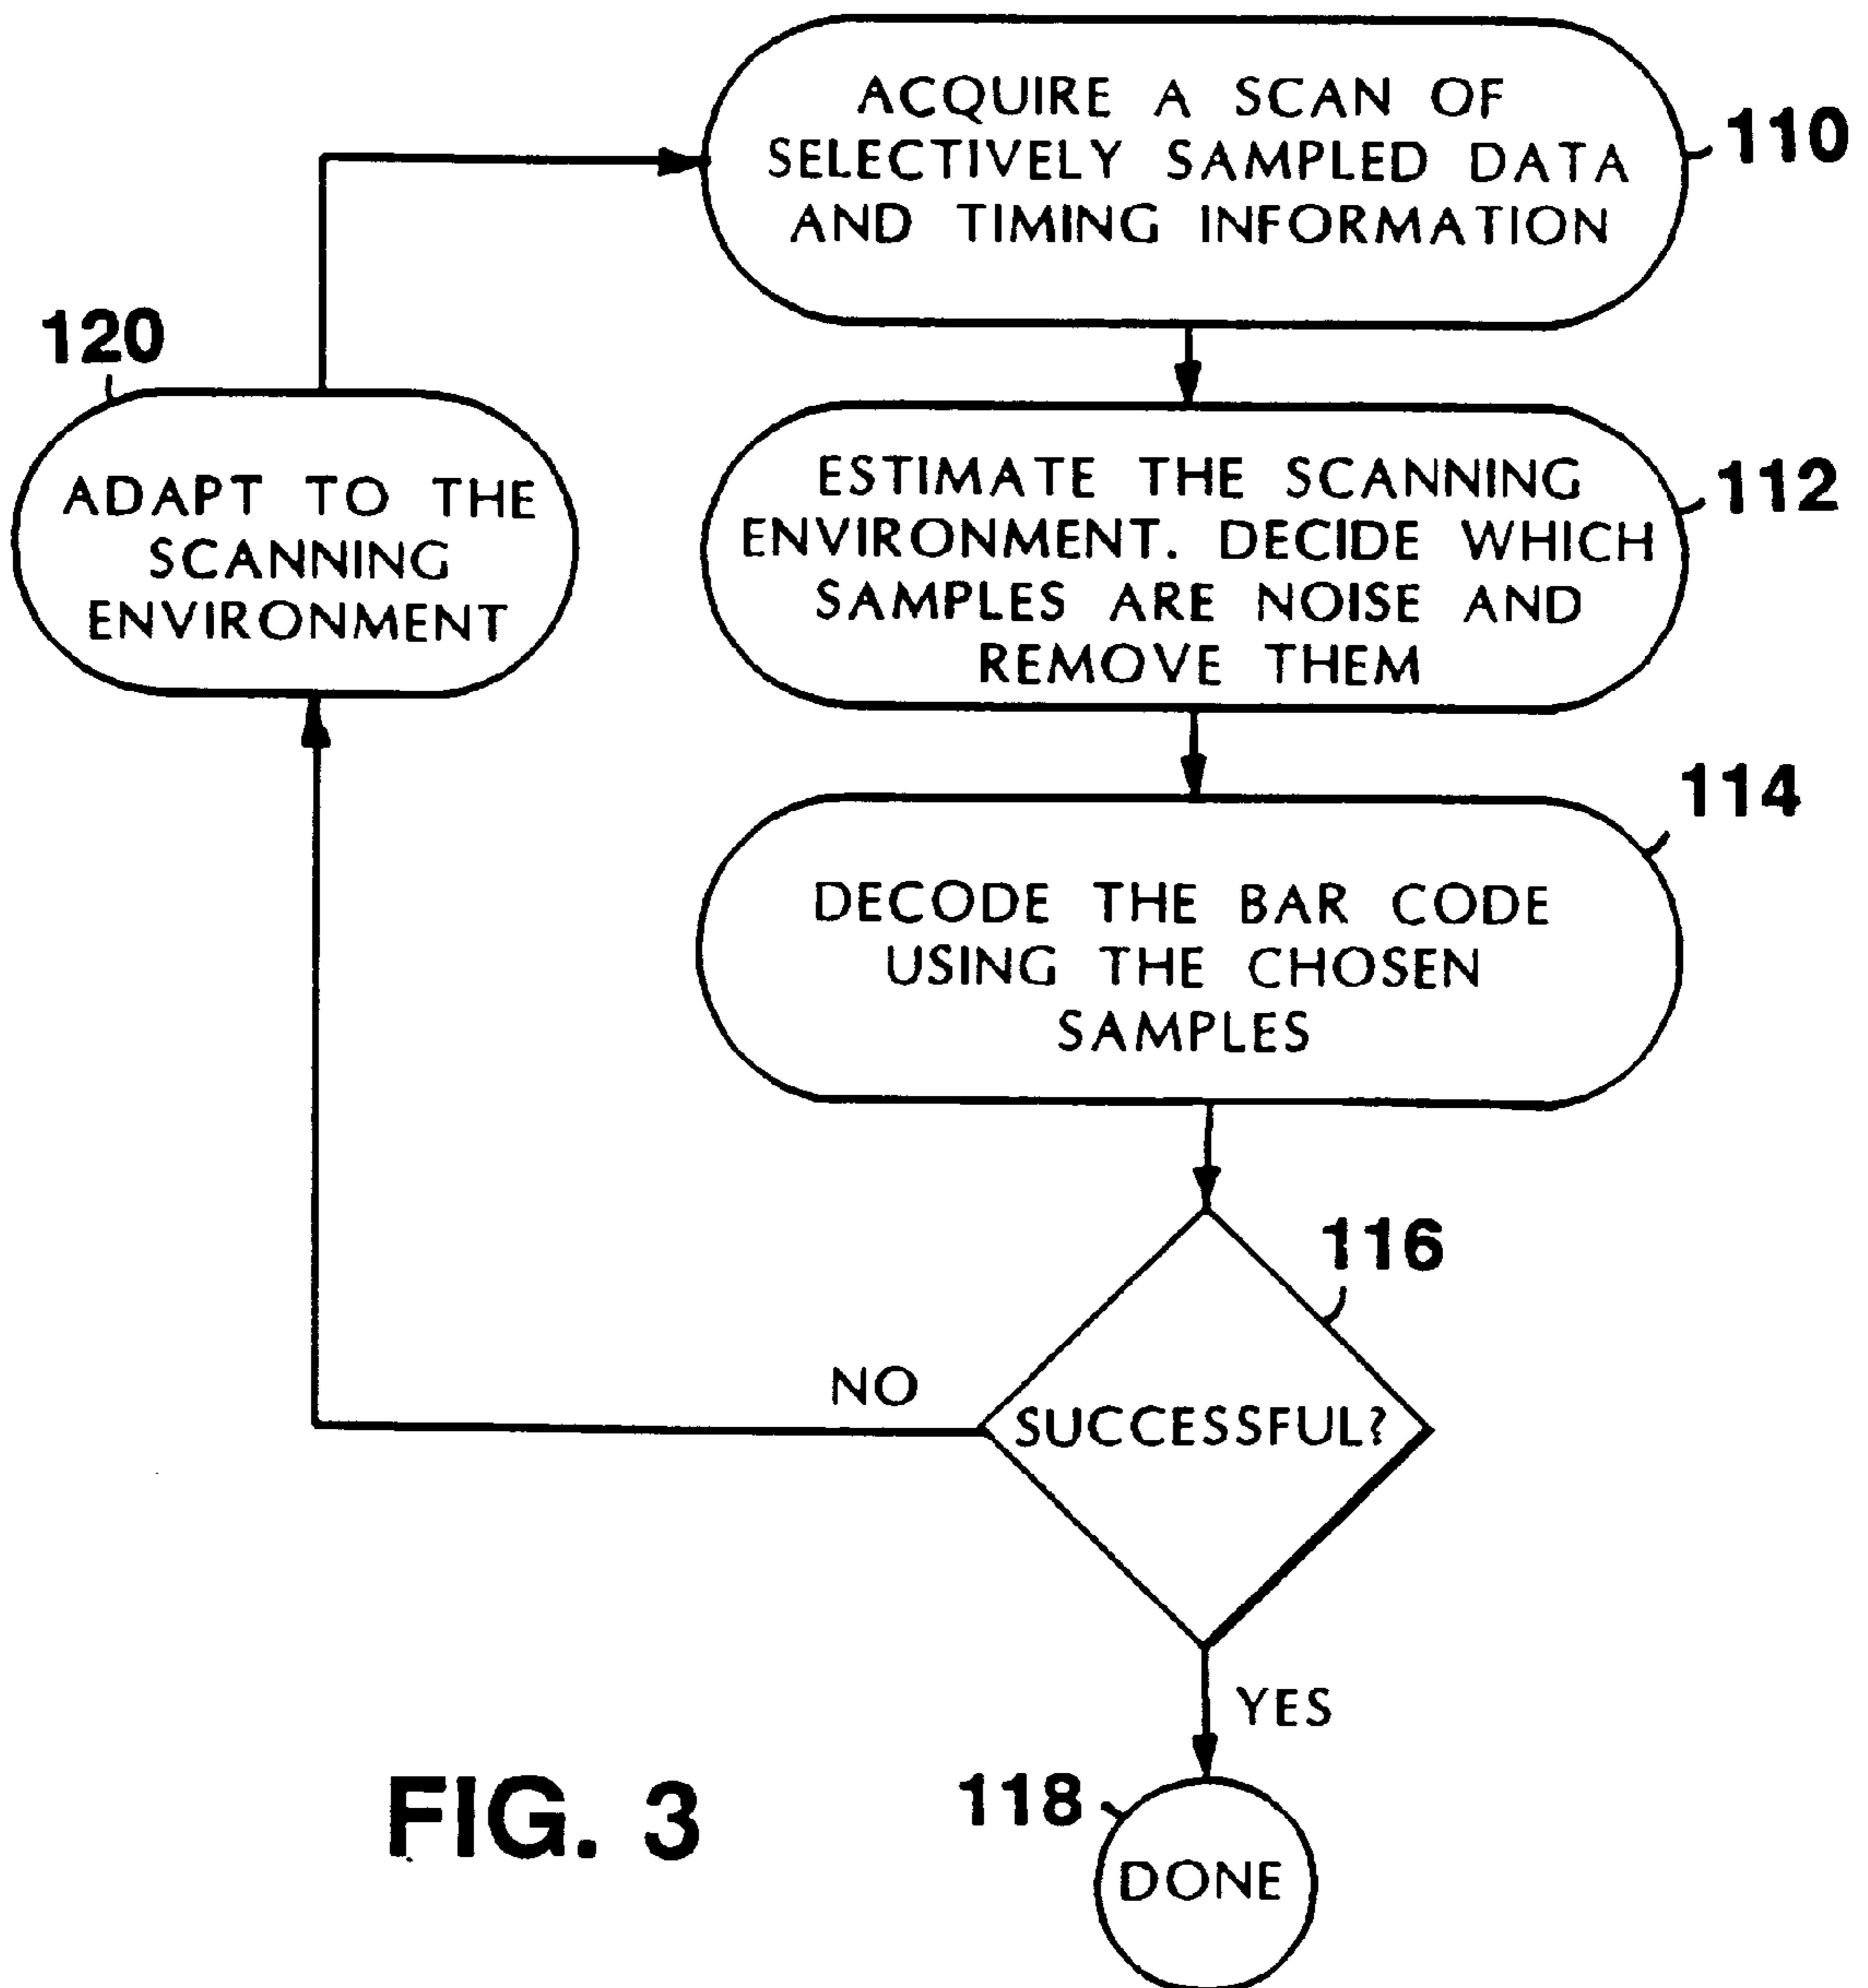 ACQUIRE A SCAN OF
SELECTIVELY SAMPLED DATA
AND TIMING INFORMATION
110
120
ADAPT TO THE
SCANNING
ENVIRONMENT
ESTIMATE THE SCANNING
ENVIRONMENT. DECIDE WHICH
SAMPLES ARE NOISE AND
REMOVE THEM
112
114
DECODE THE BAR CODE
USING THE CHOSEN
SAMPLES
116
NO
SUCCESSFUL?
YES
118
DONE
FIG. 3